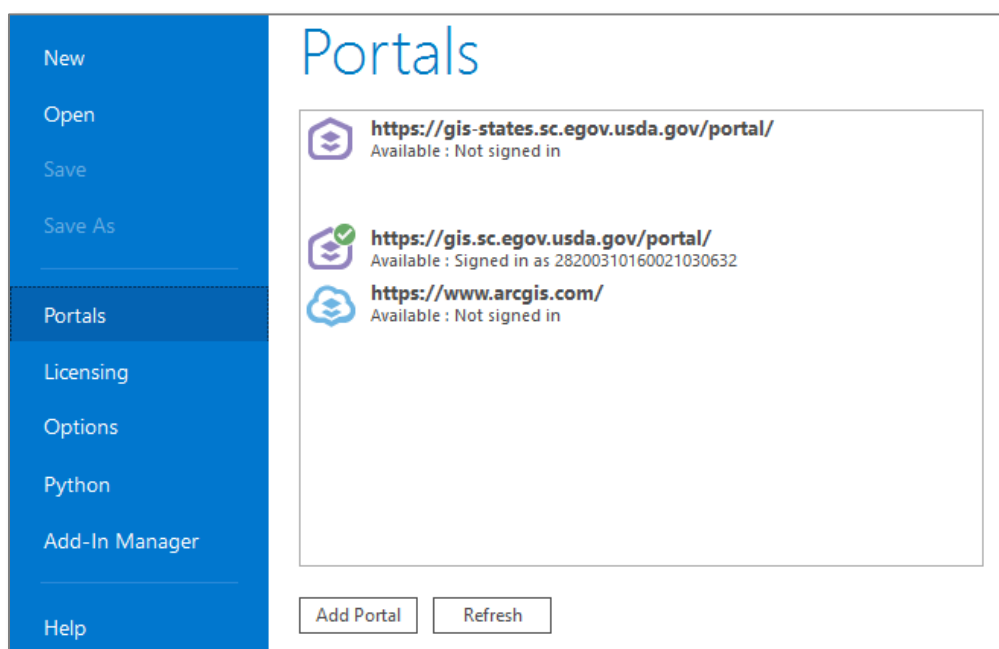 New
Open
Save
Save As
Portals
Licensing
Options
Python
Add-In Manager
Help
Portals
https://gis-states.sc.egov.usda.gov/portal/
Available : Not signed in
https://gis.sc.egov.usda.gov/portal/
Available : Signed in as 28200310160021030632
https://www.arcgis.com/
Available : Not signed in
Add Portal
Refresh